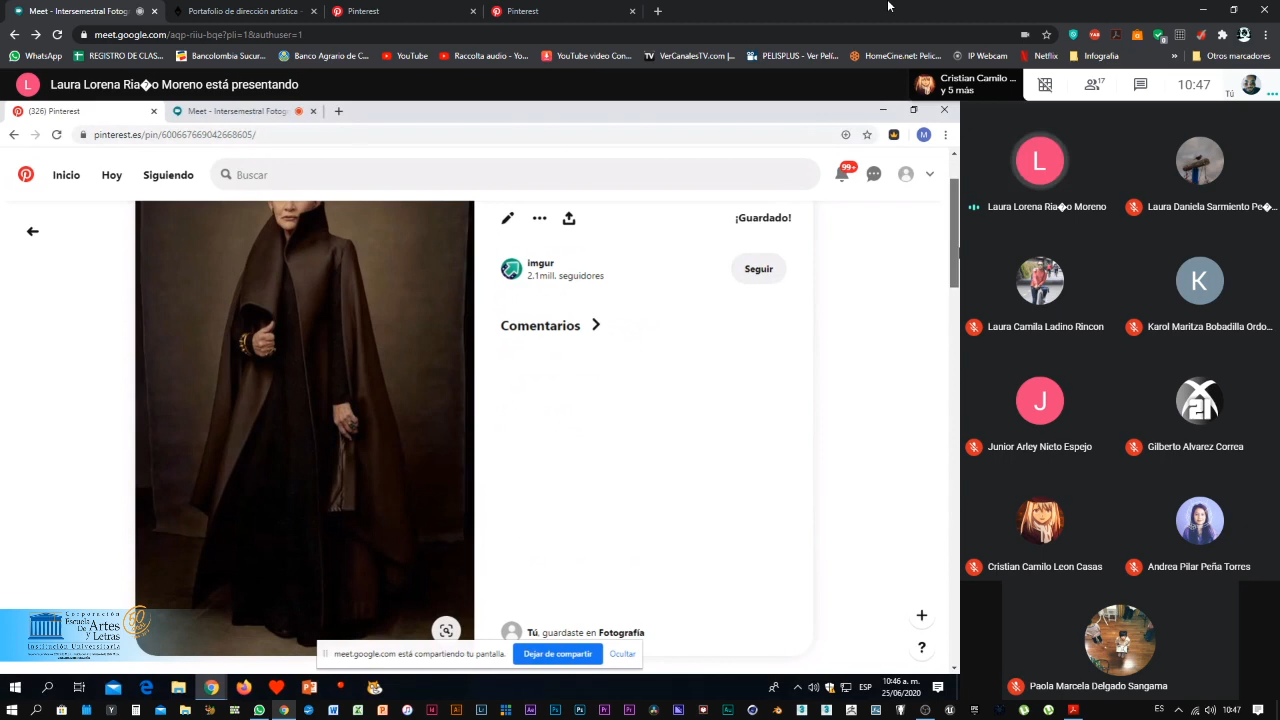 Meet - Intersemestral Fotog
Portafolio de dirección artística -
Pinterest
Pinterest
meet.google.com/aqp-riiu-bqe?pli=1&authuser=1
WhatsApp
REGISTRO DE CLAS...
Bancolombia Sucur...
Banco Agrario de C...
YouTube
Raccolta audio - Yo...
YouTube video Con...
VerCanalesTV.com |...
PELISPLUS - Ver Pelíc...
HomeCine.net: Pelic...
IP Webcam
Netflix
Infografia
»
Otros marcadores
L
Laura Lorena Ria�o Moreno está presentando
Cristian Camilo ...
y 5 más
17
10:47
Tú
(326) Pinterest
Meet - Intersemestral Fotog
pinterest.es/pin/600667669042668605/
M
Inicio
Hoy
Siguiendo
Buscar
99+
¡Guardado!
imgur
2.1mill. seguidores
Seguir
Comentarios
Tú, guardaste en Fotografía
+
?
meet.google.com está compartiendo tu pantalla.
Dejar de compartir
Ocultar
Escuela
De Artes
y Letras
Institución Universitaria
L
Laura Lorena Ria�o Moreno
Laura Daniela Sarmiento Pe�...
Laura Camila Ladino Rincon
K
Karol Maritza Bobadilla Ordo...
J
Junior Arley Nieto Espejo
Gilberto Alvarez Correa
Cristian Camilo Leon Casas
Andrea Pilar Peña Torres
Paola Marcela Delgado Sangama
ESP
10:46 a. m.
25/06/2020
ES
10:47